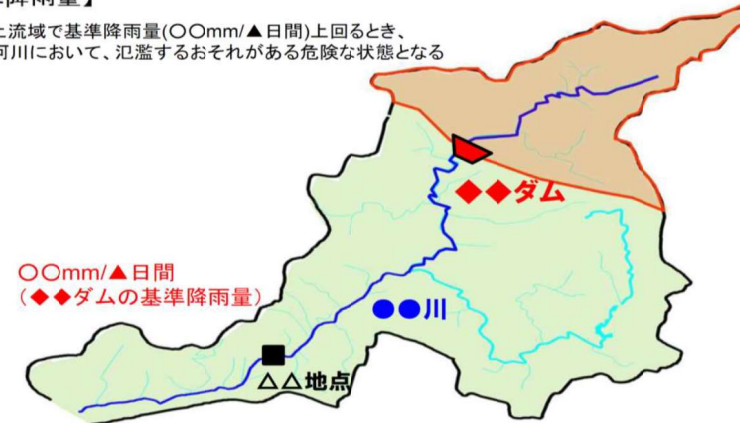 降雨量】
上流域で基準降雨量(〇〇mm/▲日間)上回るとき、
河川において、氾濫するおそれがある危険な状態となる
◆◆ダム
〇〇mm/▲日間
(◆◆ダムの基準降雨量)
●●川
△△地点